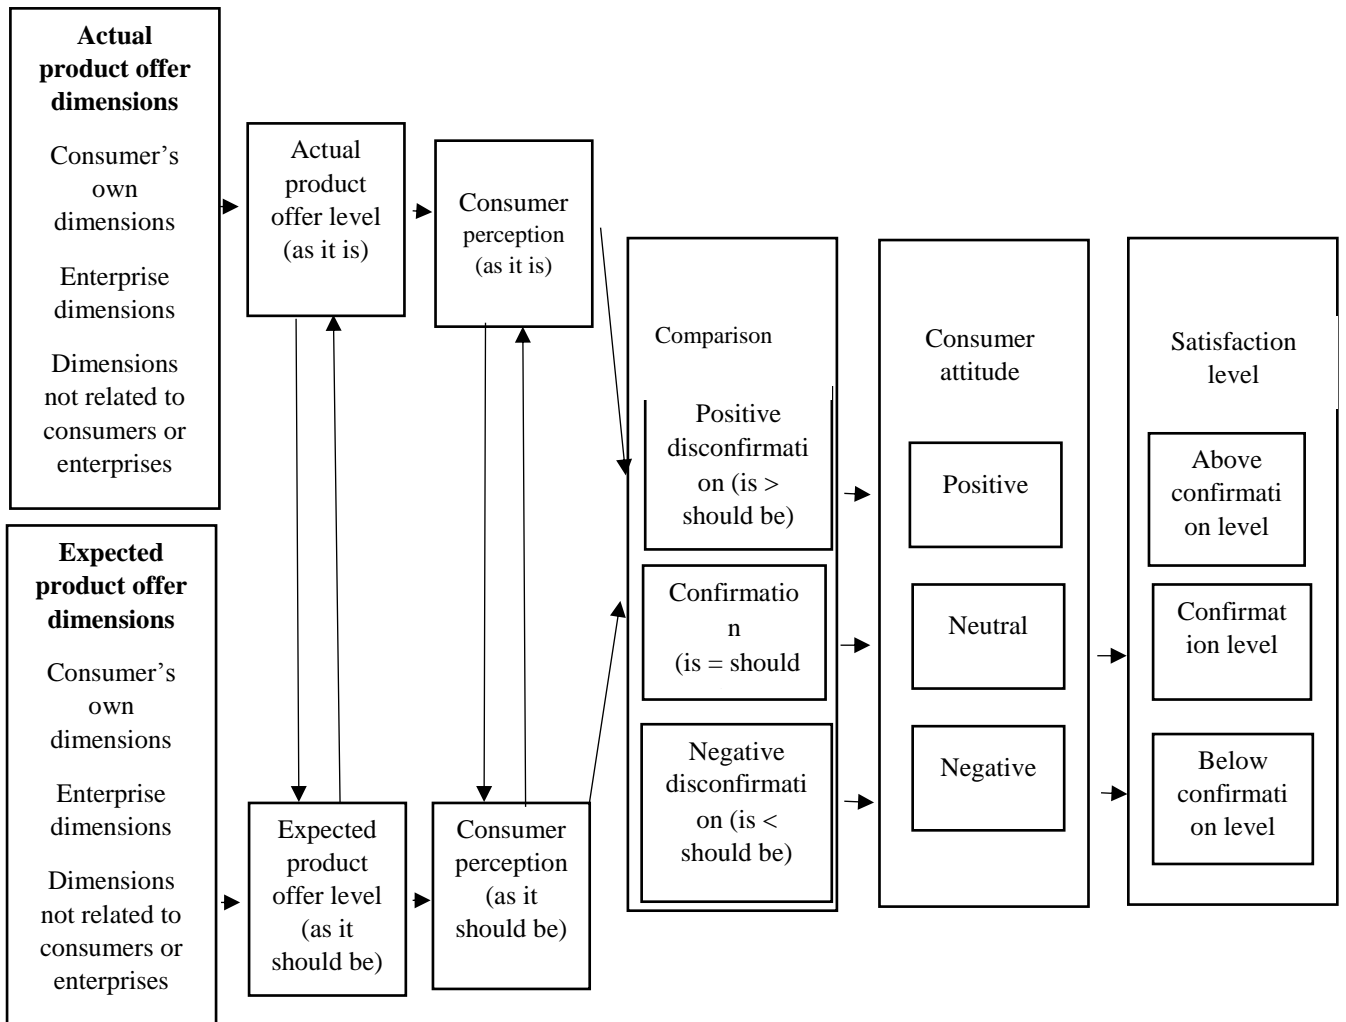 Actual
product offer
dimensions
Consumer’s
own
dimensions
Enterprise
dimensions
Dimensions
not related to
consumers or
enterprises
Expected
product offer
dimensions
Consumer’s
own
dimensions
Enterprise
dimensions
Dimensions
not related to
consumers or
enterprises
Actual
product
offer level
(as it is)
Consumer
perception
(as it is)
Expected
product
offer level
(as it
should be)
Consumer
perception
(as it
should be)
Comparison
Positive
disconfirmati
on (is >
should be)
Confirmatio
n
(is = should
Negative
disconfirmati
on (is <
should be)
Consumer
attitude
Positive
Neutral
Negative
Satisfaction
level
Above
confirmati
on level
Confirmat
ion level
Below
confirmati
on level